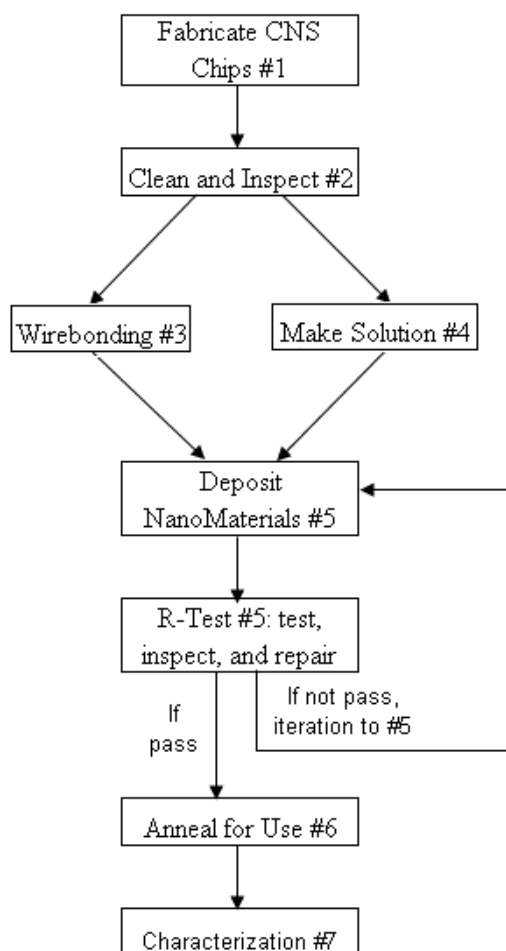 Fabricate CNS
Chips #1
Clean and Inspect #2
Wirebonding #3
Make Solution #4
Deposit
NanoMaterials #5
R-Test #5: test,
inspect, and repair
If
pass
If not pass,
iteration to #5
Anneal for Use #6
Characterization #7